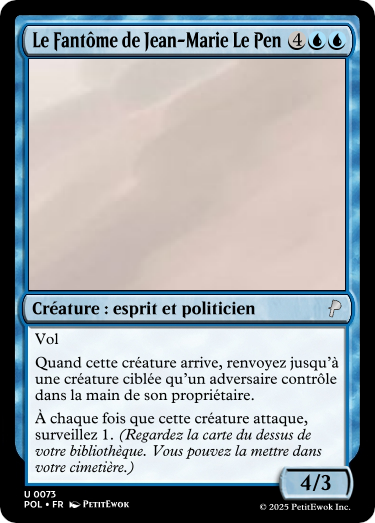 Le Fantôme de Jean-Marie Le Pen 4
Créature : esprit et politicien
Vol
Quand cette créature arrive, renvoyez jusqu'à
une créature ciblée qu'un adversaire contrôle
dans la main de son propriétaire.
À chaque fois que cette créature attaque,
surveillez 1. (Regardez la carte du dessus de
votre bibliothèque. Vous pouvez la mettre dans
votre cimetière.)
4/3
U 0073
POL • FR PetitEwok
© 2025 PetitEwok Inc.